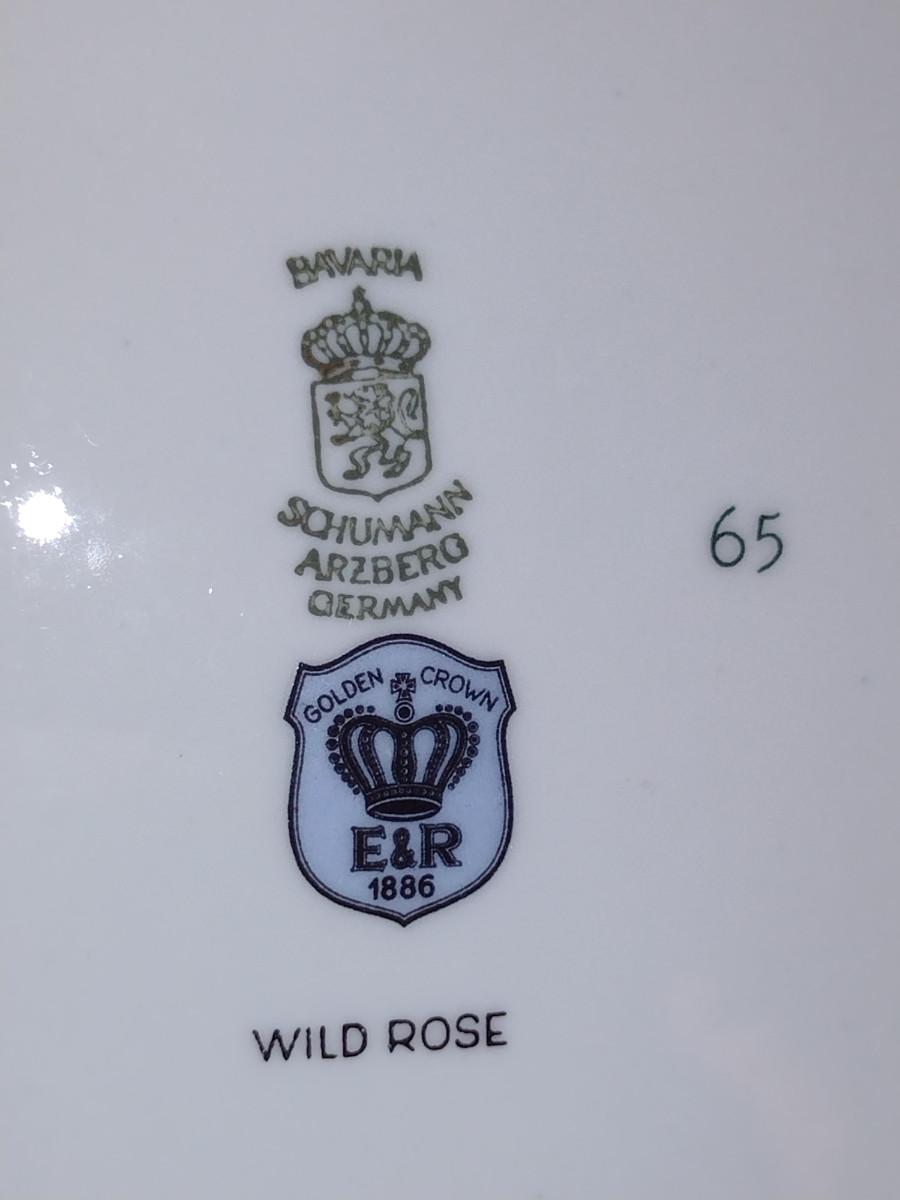 BAVARIA
SCHUMANN
ARZBERG
GERMANY
65
GOLDEN CROWN
E&R
1886
WILD ROSE